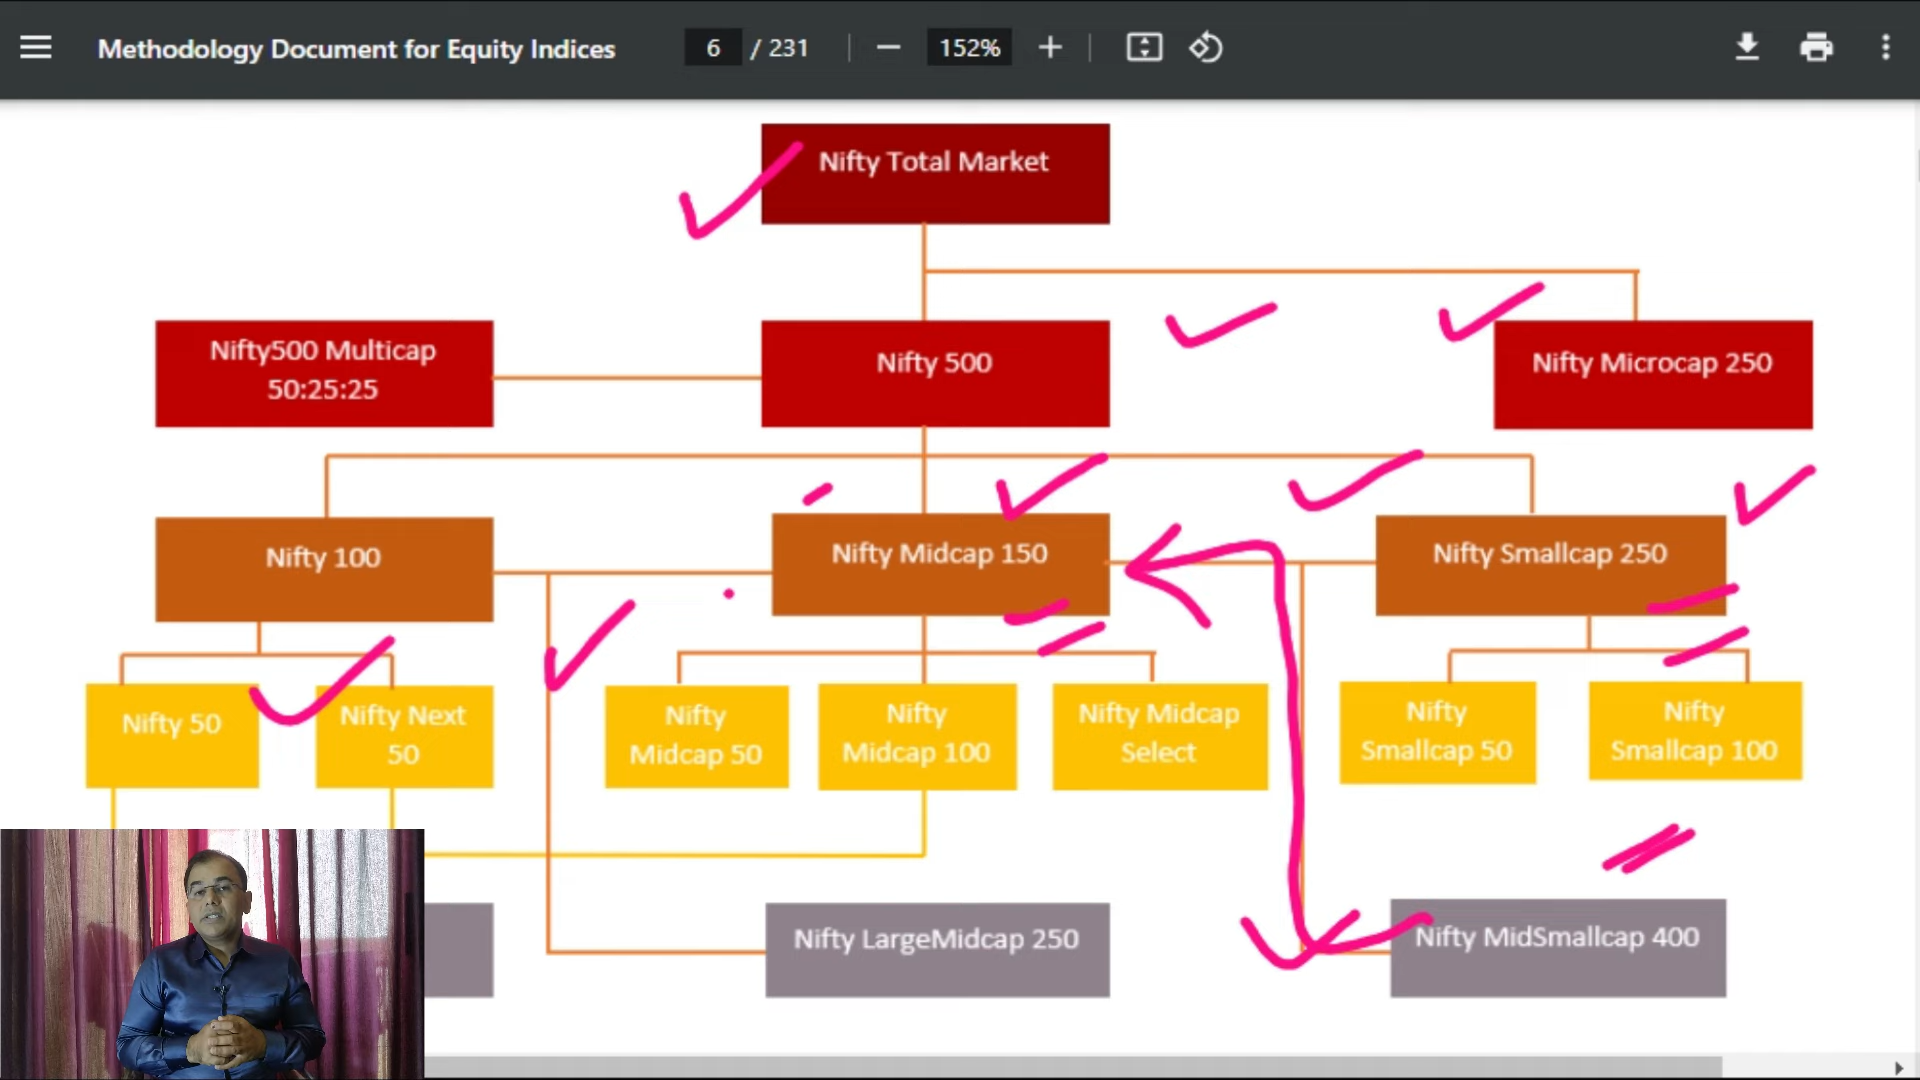 Methodology Document for Equity Indices
6 / 231
152%
Nifty Total Market
Nifty500 Multicap
50:25:25
Nifty 500
Nifty Microcap 250
Nifty 100
Nifty Midcap 150
Nifty Smallcap 250
Nifty 50
Nifty Next
50
Nifty
Midcap 50
Nifty
Midcap 100
Nifty Midcap
Select
Nifty
Smallcap 50
Nifty
Smallcap 100
Nifty LargeMidcap 250
Nifty MidSmallcap 400